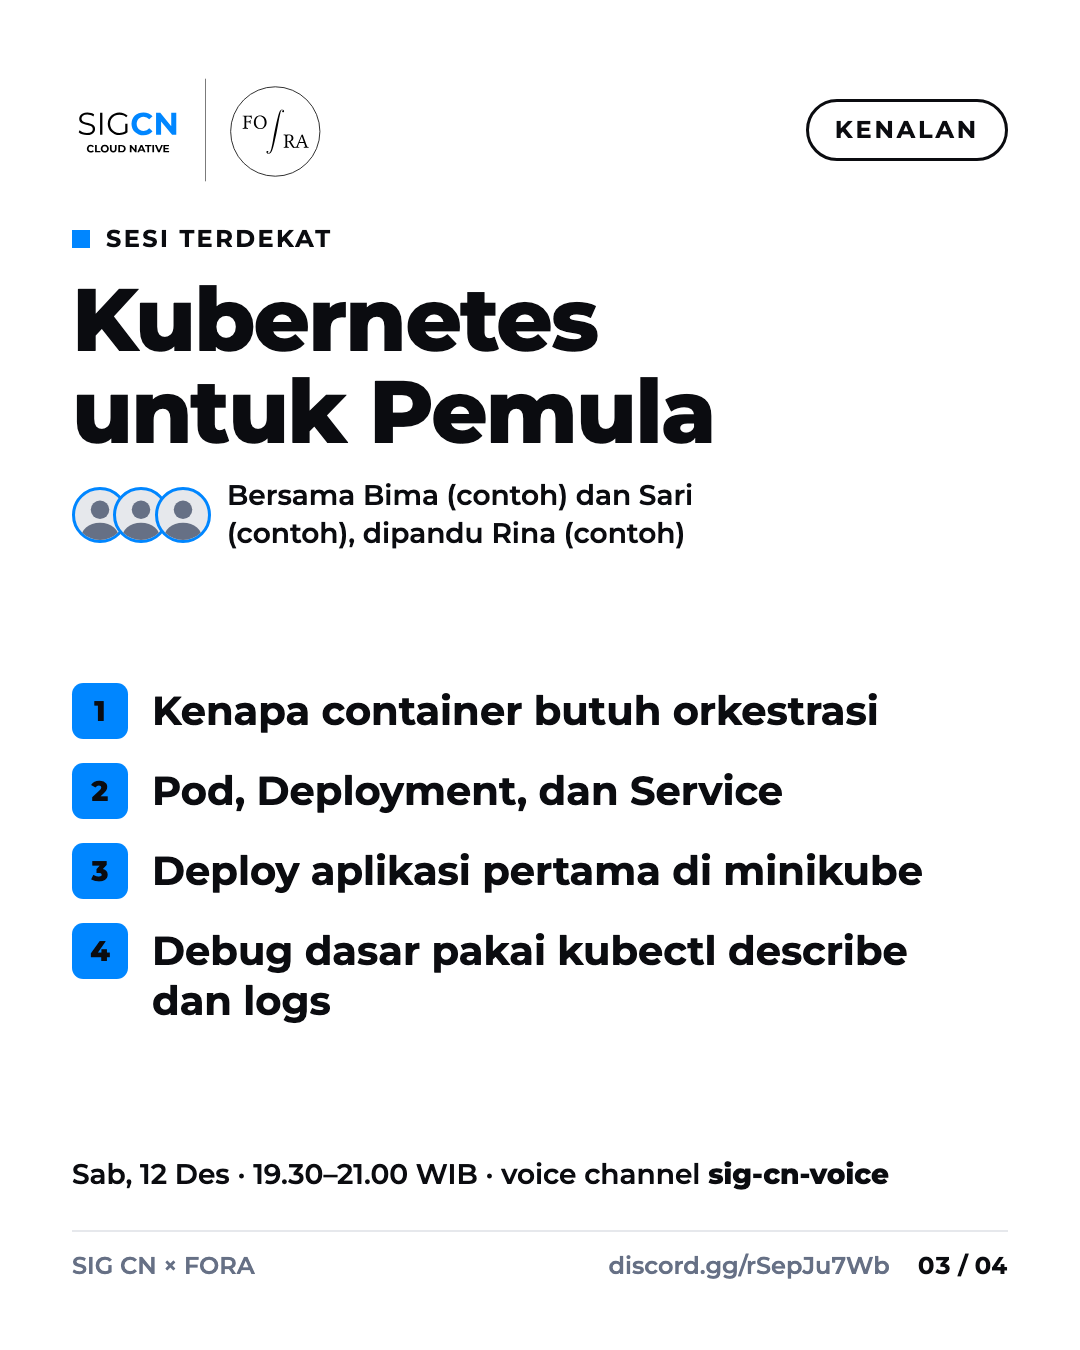 SIGCN
CLOUD NATIVE
FO
RA
KENALAN
SESI TERDEKAT
Kubernetes
untuk Pemula
Bersama Bima (contoh) dan Sari
(contoh), dipandu Rina (contoh)
1 Kenapa container butuh orkestrasi
2 Pod, Deployment, dan Service
3 Deploy aplikasi pertama di minikube
4 Debug dasar pakai kubectl describe
dan logs
Sab, 12 Des · 19.30–21.00 WIB · voice channel sig-cn-voice
SIG CN × FORA
discord.gg/rSepJu7Wb 03 / 04